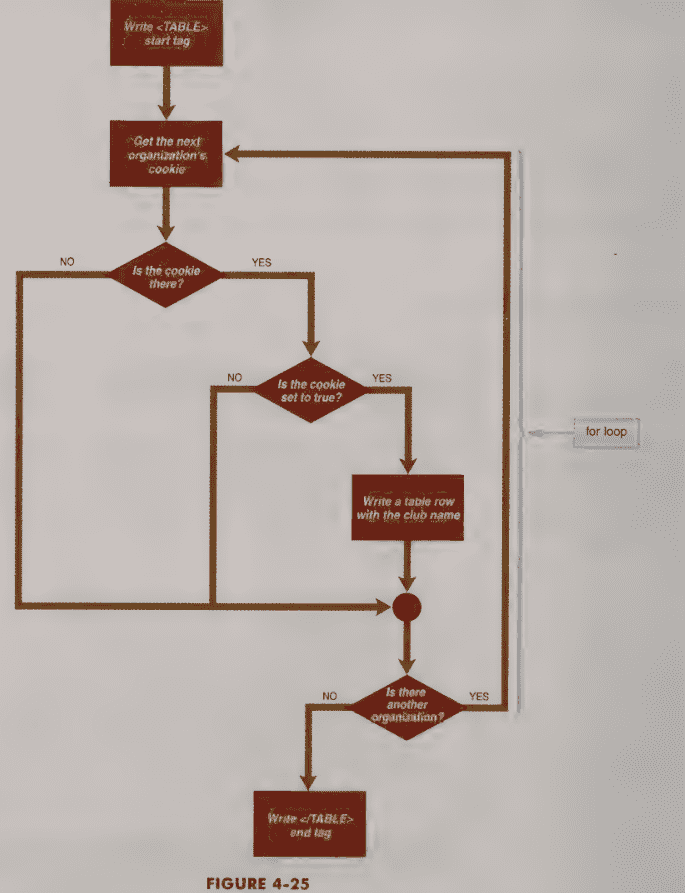 Write <TABLE>
start tag
Get the next
organization's
cookie
NO
YES
Is the cookie
there?
NO
YES
Is the cookie
set to true?
for loop
Write a table row
with the club name
NO
YES
Is there
another
organization?
Write </TABLE>
end tag
FIGURE 4-25